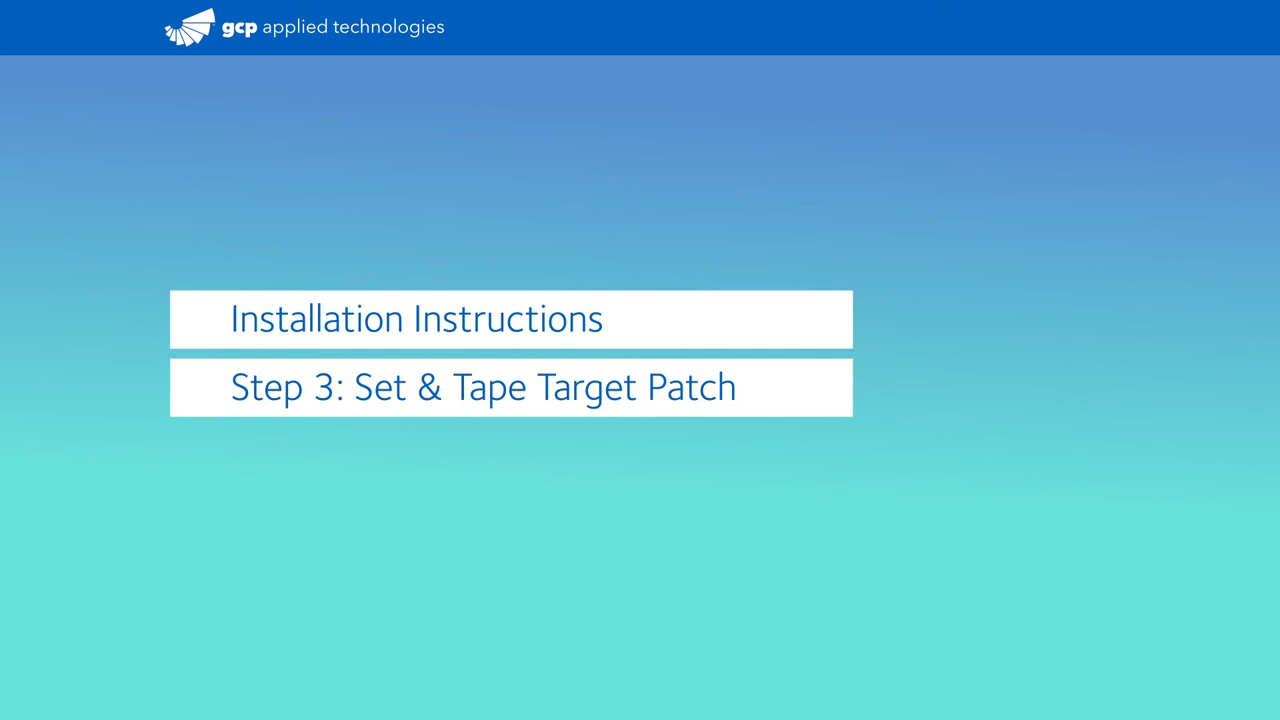 gcp applied technologies
Installation Instructions
Step 3: Set & Tape Target Patch